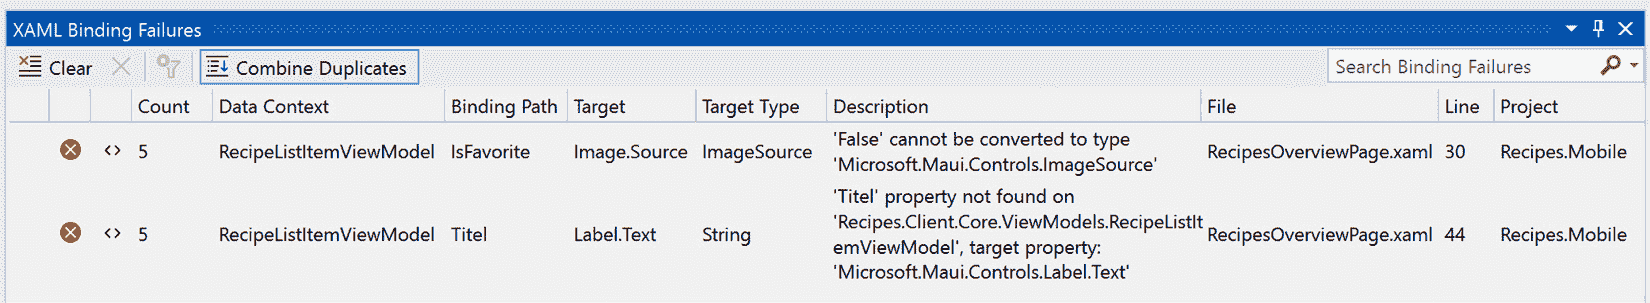 XAML Binding Failures
Clear
Combine Duplicates
Search Binding Failures
Count Data Context Binding Path Target Target Type Description File Line Project
5 RecipeListItemViewModel IsFavorite Image.Source ImageSource 'False' cannot be converted to type RecipesOverviewPage.xaml 30 Recipes.Mobile
'Microsoft.Maui.Controls.ImageSource'
'Titel' property not found on
'Recipes.Client.Core.ViewModels.RecipeListIt
5 RecipeListItemViewModel Titel Label.Text String emViewModel', target property: RecipesOverviewPage.xaml 44 Recipes.Mobile
'Microsoft.Maui.Controls.Label.Text'